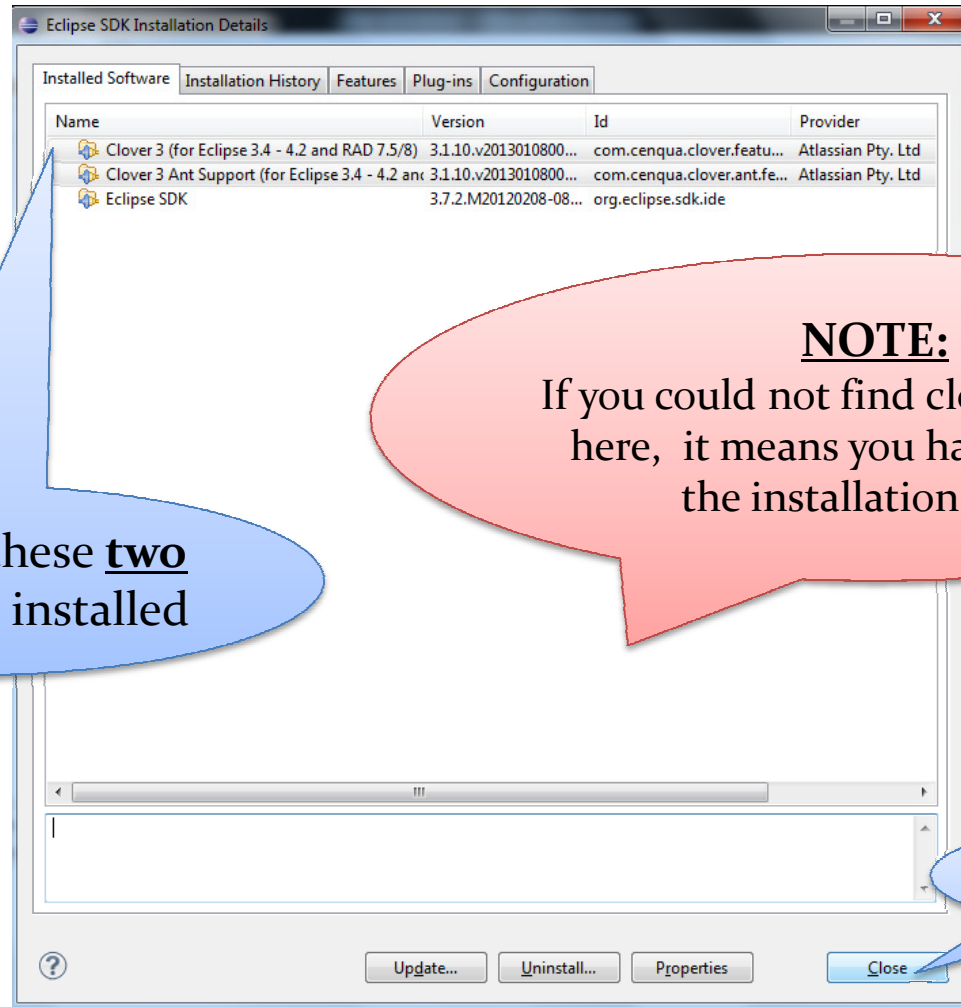 Eclipse SDK Installation Details
Installed Software Installation History Features Plug-ins Configuration
Name Version Id Provider
Clover 3 (for Eclipse 3.4 - 4.2 and RAD 7.5/8) 3.1.10.v2013010800... com.cenqua.clover.featu... Atlassian Pty. Ltd
Clover 3 Ant Support (for Eclipse 3.4 - 4.2 and 3.1.10.v2013010800... com.cenqua.clover.ant.fe... Atlassian Pty. Ltd
Eclipse SDK 3.7.2.M20120208-08... org.eclipse.sdk.ide
NOTE:
If you could not find
here, it means you
the installation
these two
installed
Update... Uninstall... Properties Close